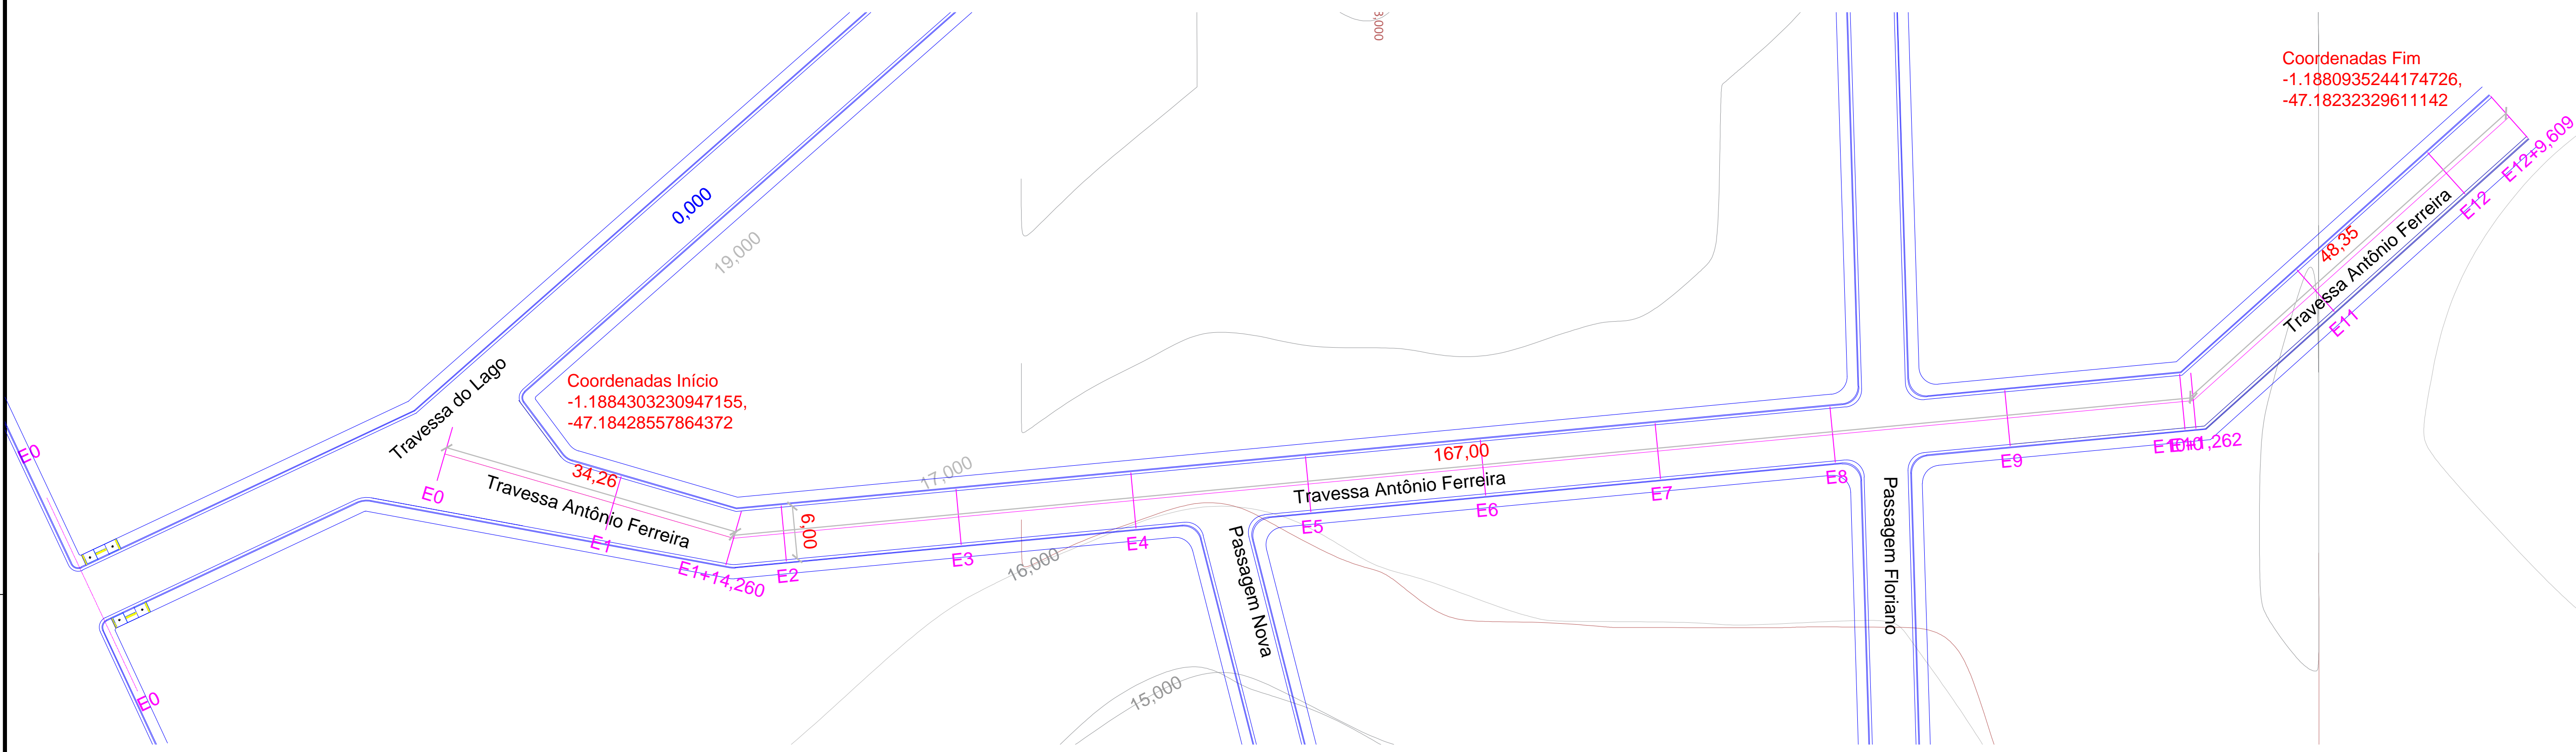 Coordenadas Fim
-1.1880935244174726,
-47.18232329611142
E12+9,609
E12
48,35
Travessa Antônio Ferreira
E11
0,000
19,000
Travessa do Lago
Coordenadas Início
-1.1884303230947155,
-47.18428557864372
E0
E0
E0
34,26
Travessa Antônio Ferreira
E1
E1+14,260
E2
6,00
17,000
E3
16,000
E4
Passagem Nova
15,000
167,00
Travessa Antônio Ferreira
E5
E6
E7
E8
Passagem Floriano
E9
E10+1,262